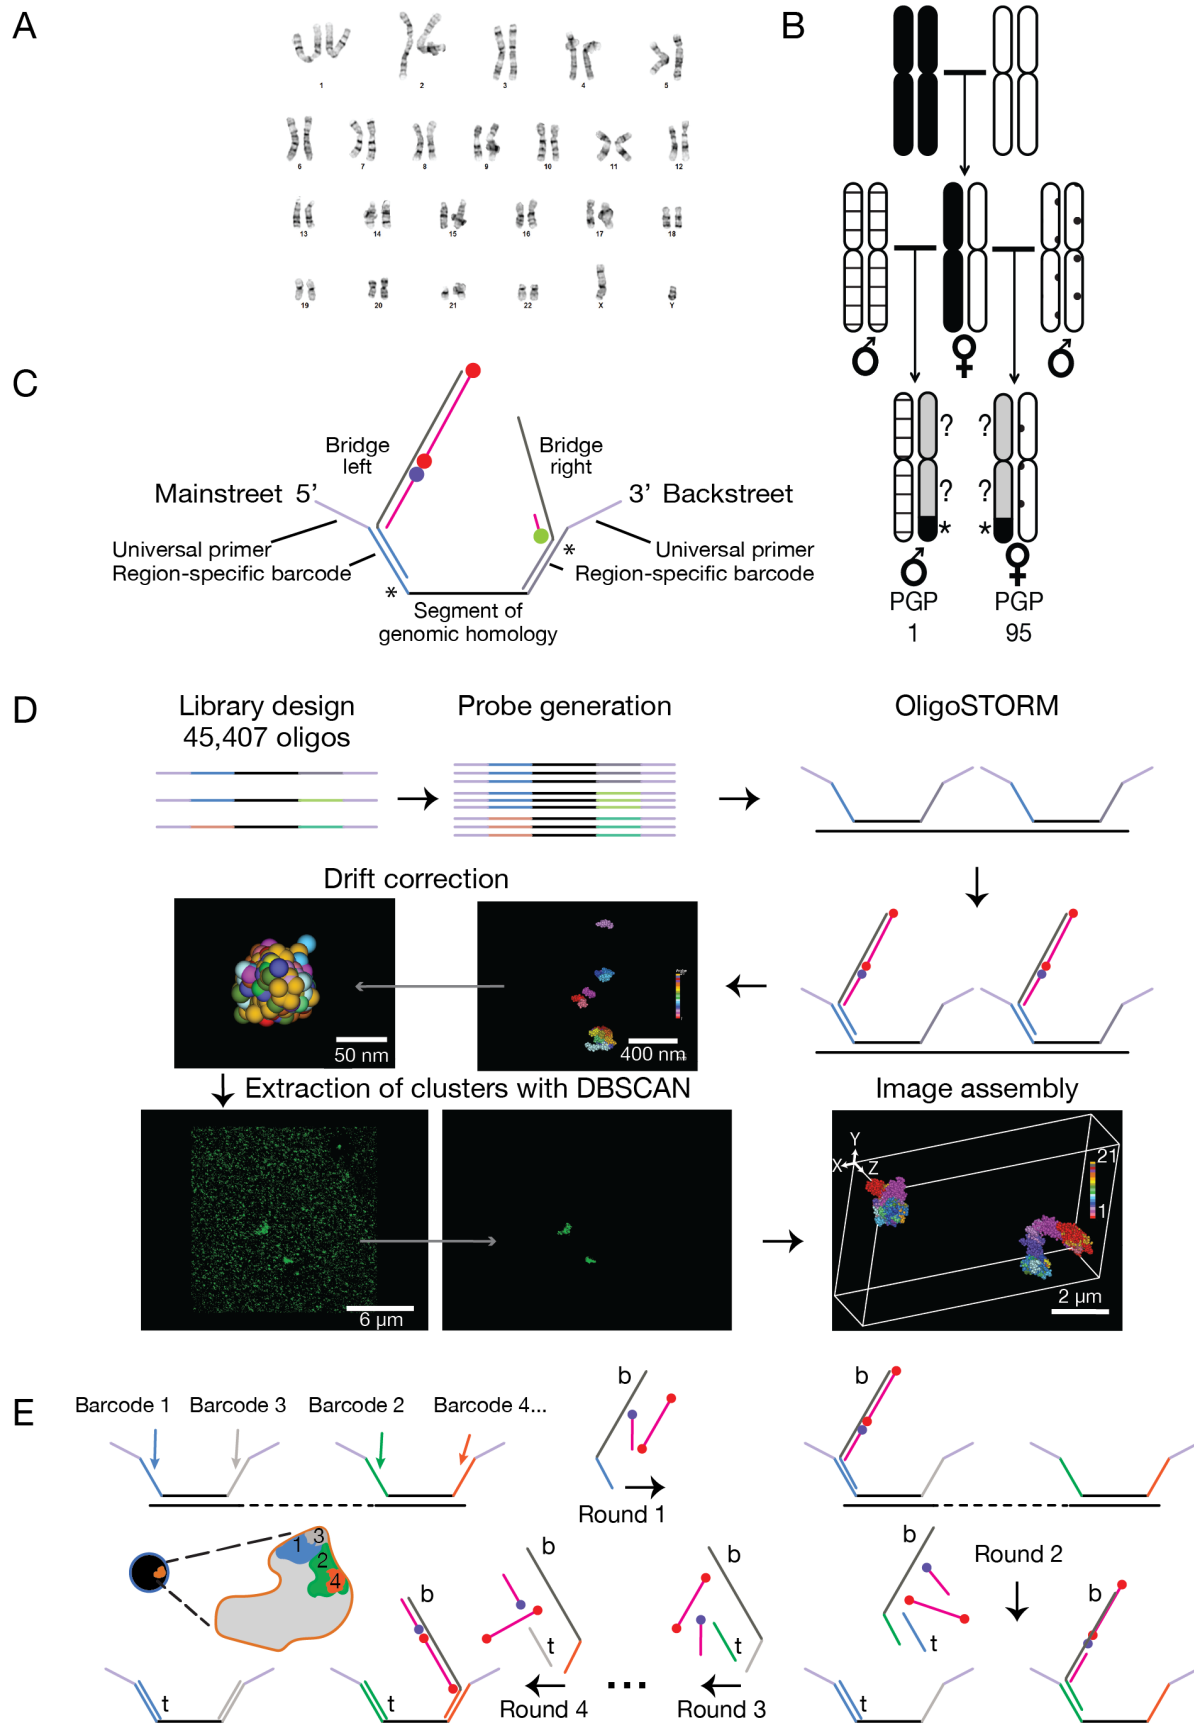 A
1
2
3
4
5
6
7
8
9
10
11
12
13
14
15
16
17
18
19
20
21
22
X
Y
B
♂
♀
♂
?
?
?
?
*
*
♂
♀
PGP
1
PGP
95
C
Bridge
left
Bridge
right
Mainstreet 5’
3’ Backstreet
Universal primer
Region-specific barcode
Universal primer
Region-specific barcode
*
*
Segment of
genomic homology
D
Library design
45,407 oligos
Probe generation
OligoSTORM
Drift correction
50 nm
400 nm
Extraction of clusters with DBSCAN
Image assembly
6 µm
Y
X
Z
21
1
2 µm
E
Barcode 1
Barcode 3
Barcode 2
Barcode 4...
b
Round 1
b
1
3
2
4
b
t
b
t
Round 4
...
b
t
Round 3
b
Round 2
t
b